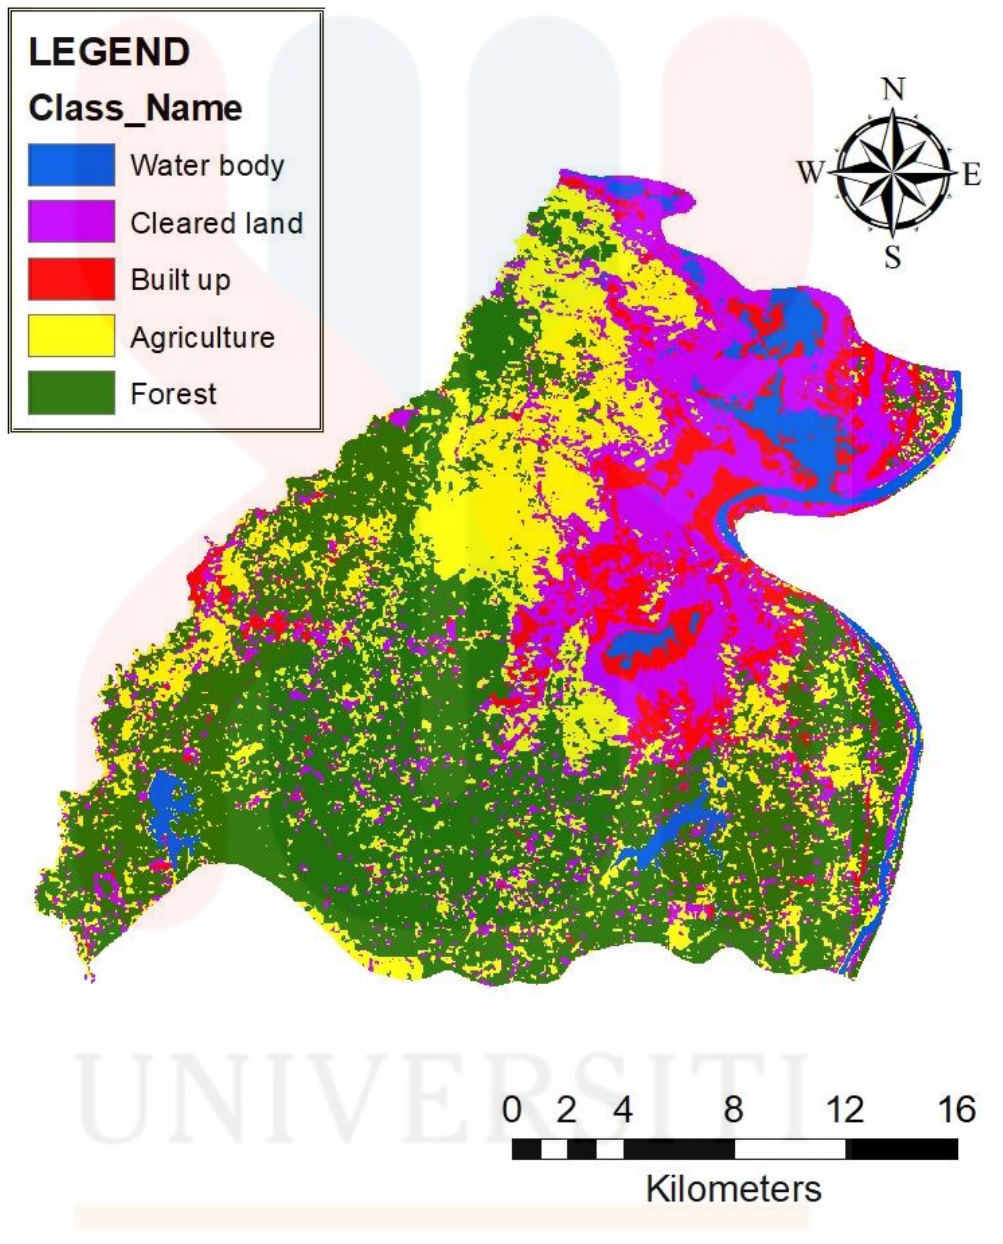 LEGEND
Class_Name
Water body
Cleared land
Built up
Agriculture
Forest
N
W E
S
UNIVERSITI
0 2 4 8 12 16
Kilometers